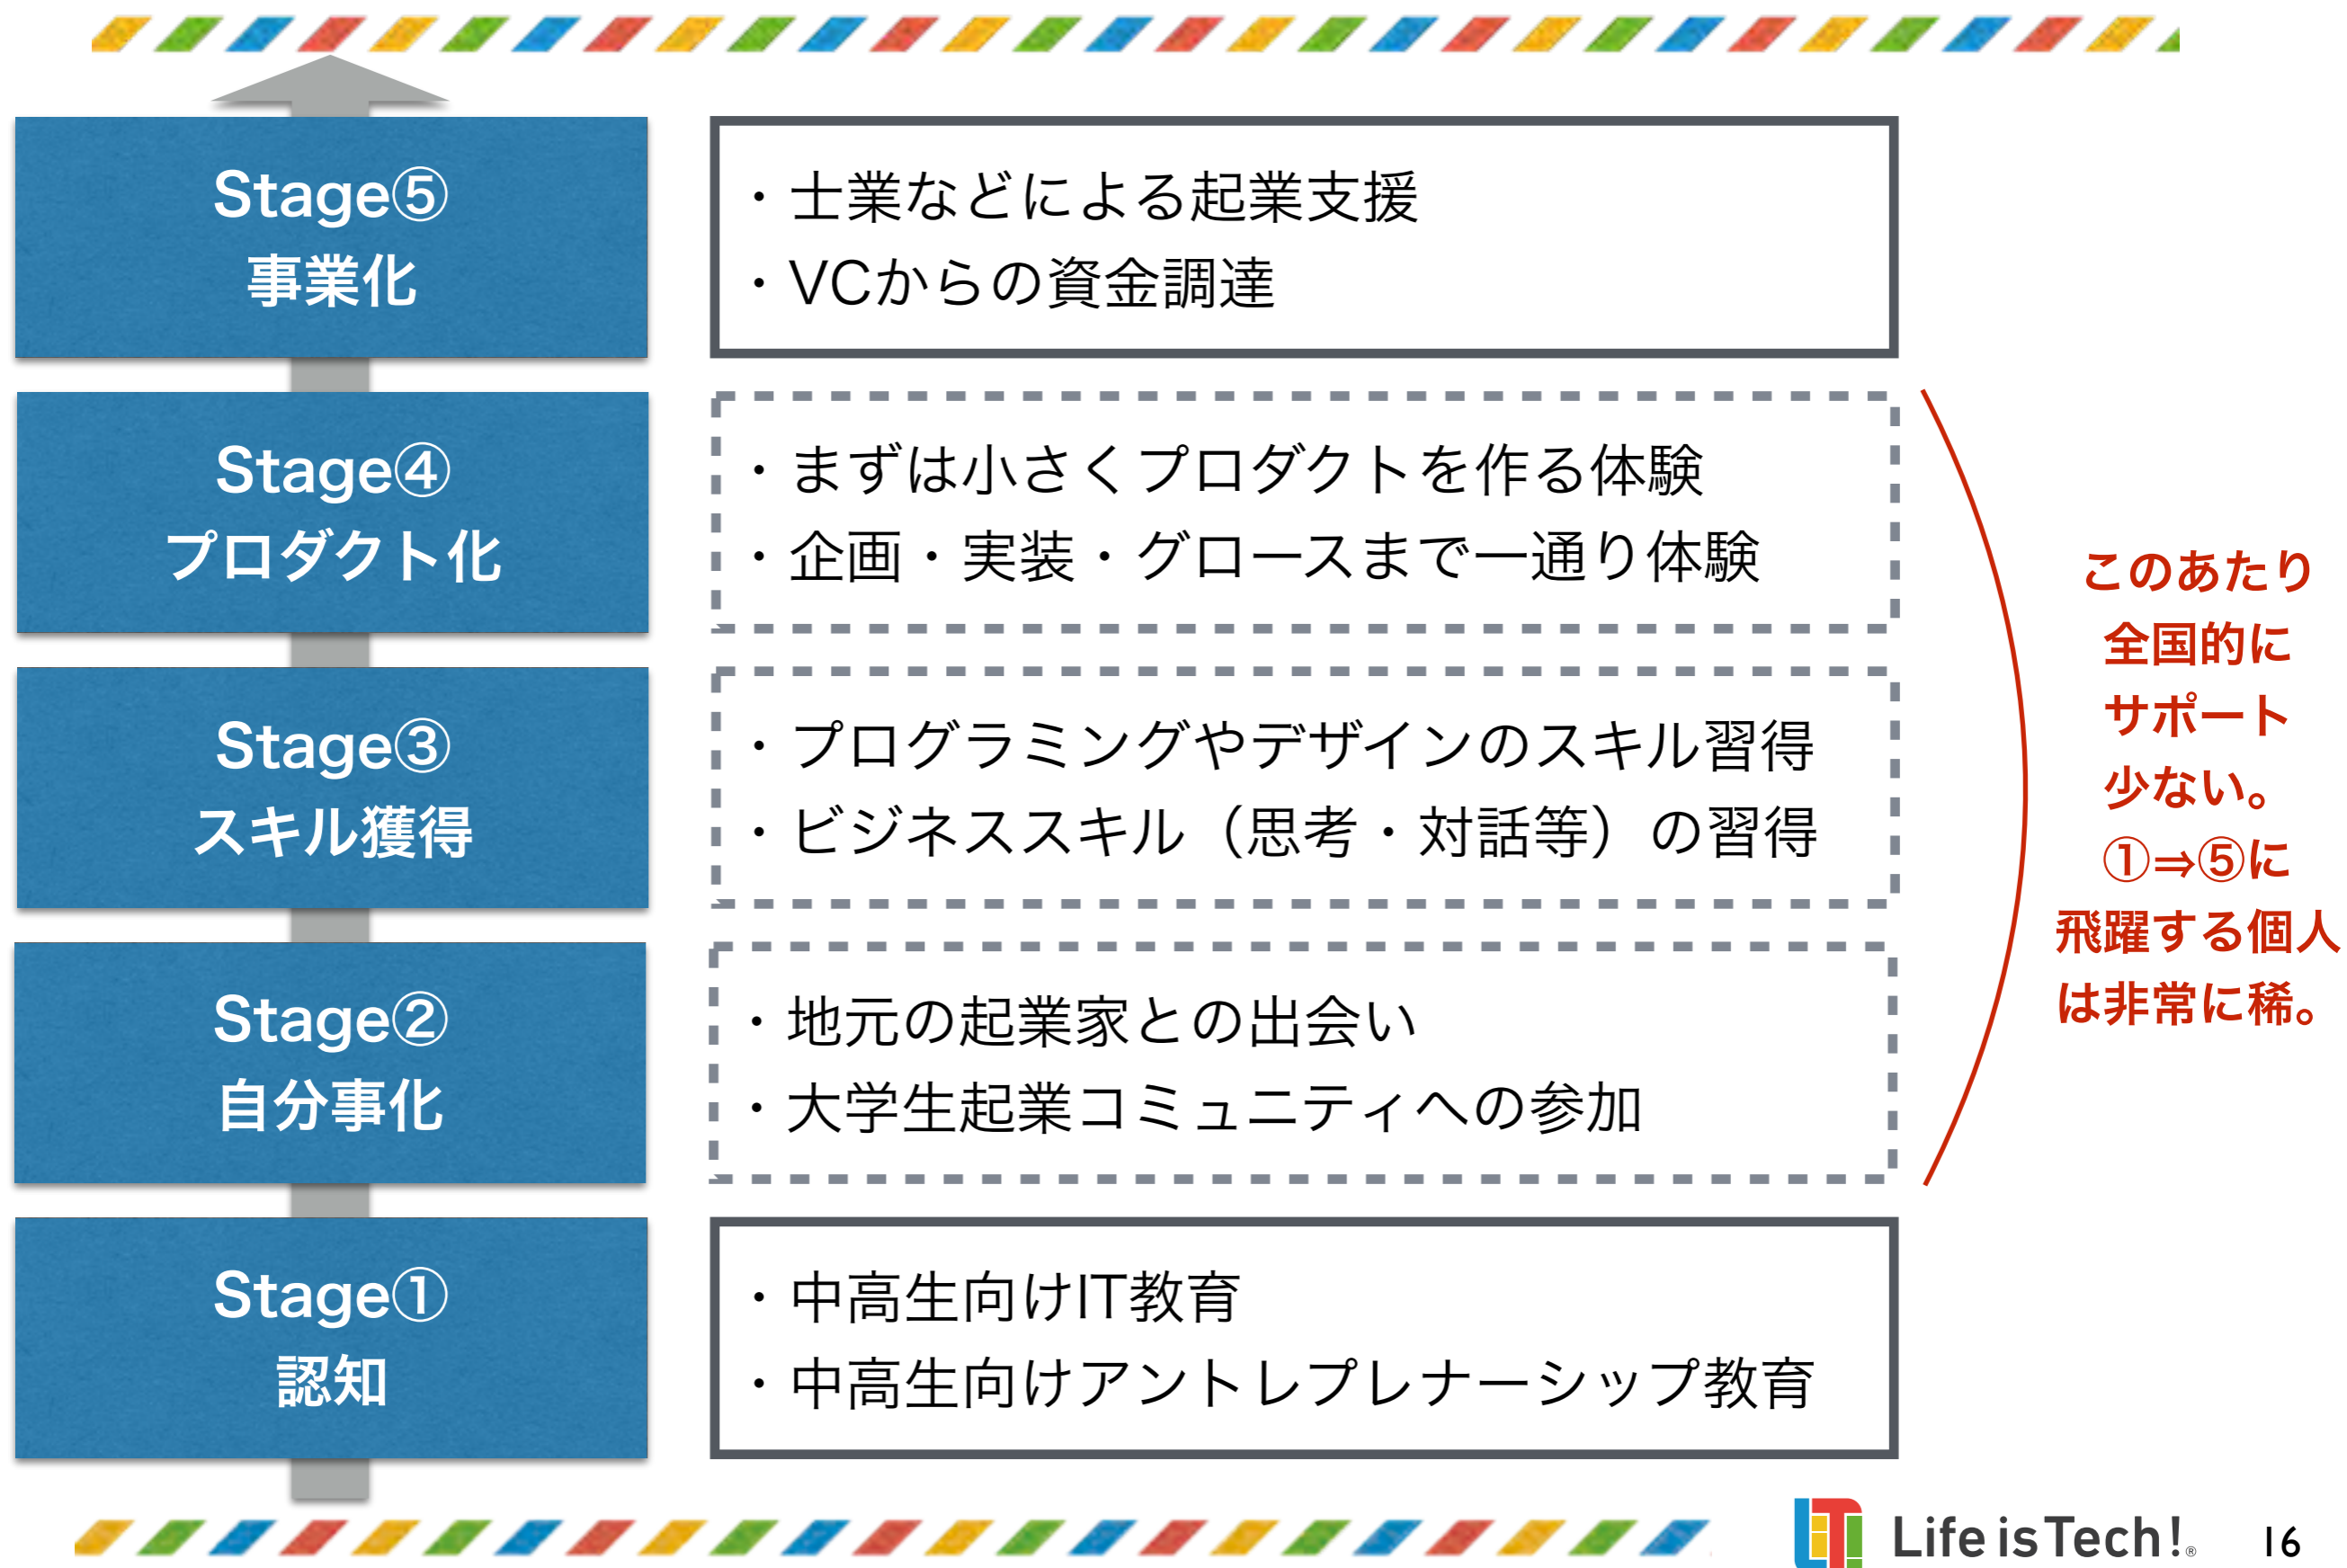 Stage⑤
事業化
・士業などによる起業支援
・VCからの資金調達
Stage④
プロダクト化
・まずは小さくプロダクトを作る体験
・企画・実装・グロースまで一通り体験
Stage③
スキル獲得
・プログラミングやデザインのスキル習得
・ビジネススキル（思考・対話等）の習得
Stage②
自分事化
・地元の起業家との出会い
・大学生起業コミュニティへの参加
Stage①
認知
・中高生向けIT教育
・中高生向けアントレプレナーシップ教育
このあたり
全国的に
サポート
少ない。
①⇒⑤に
飛躍する個人
は非常に稀。
Life is Tech!®
16